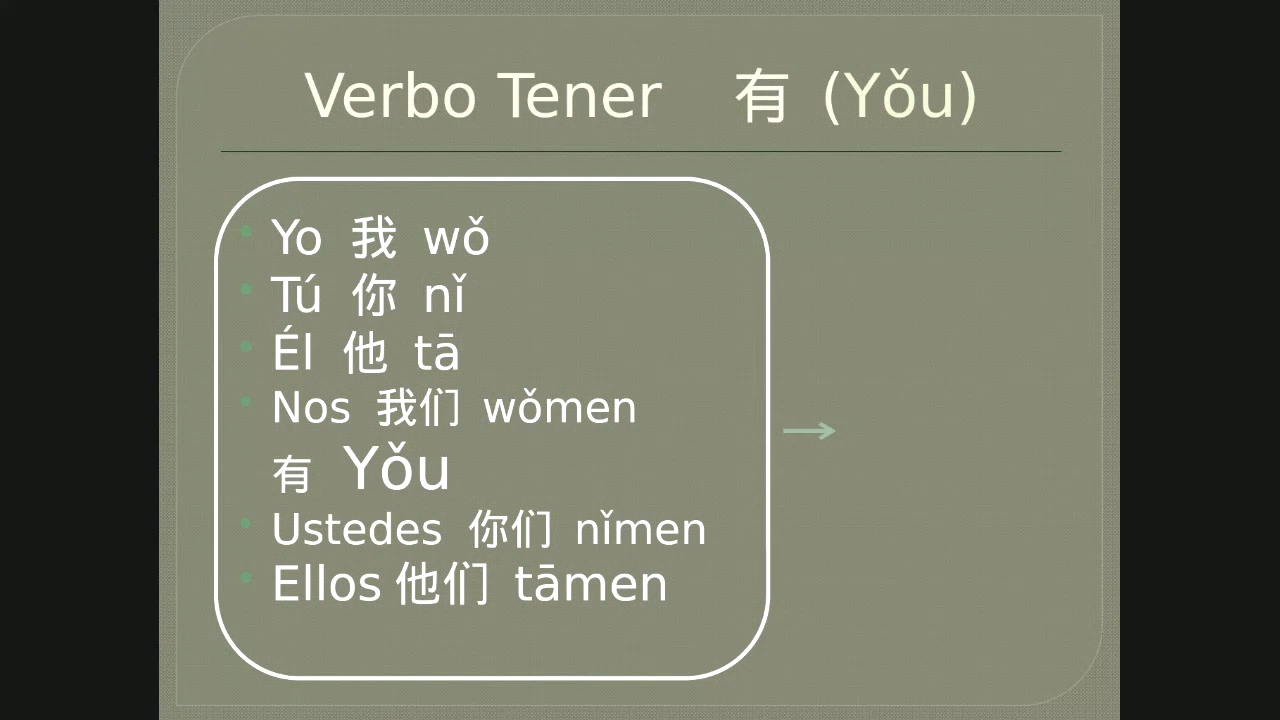 Verbo Tener 有 (Yǒu)
Yo 我 wǒ
Tú 你 nǐ
Él 他 tā
Nos 我们 wǒmen
有 Yǒu
Ustedes 你们 nǐmen
Ellos 他们 tāmen